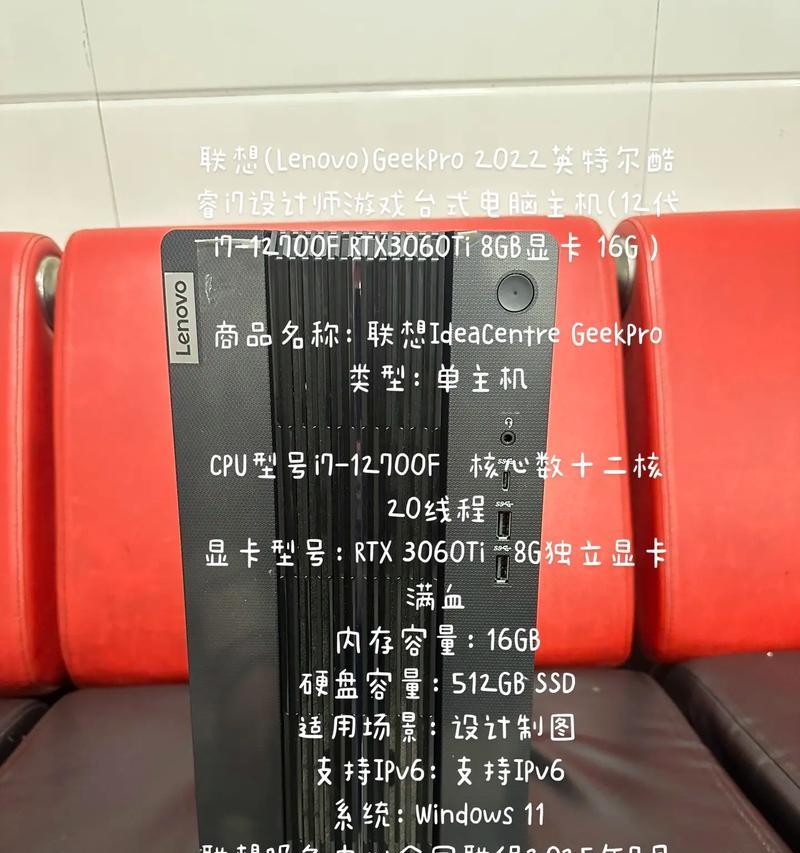 联想(Lenovo)GeekPro 2022英特尔酷
睿i7设计师游戏台式电脑主机(12代
i7-12700F RTX3060Ti 8GB显卡 16G )
Lenovo
商品名称: 联想IdeaCentre GeekPro
类型: 单主机
CPU型号i7-12700F 核心数十二核
20线程
显卡型号: RTX 3060Ti 8G独立显卡
满血
内存容量: 16GB
硬盘容量: 512GB SSD
适用场景: 设计制图
支持IPv6: 支持IPv6
系统: Windows 11